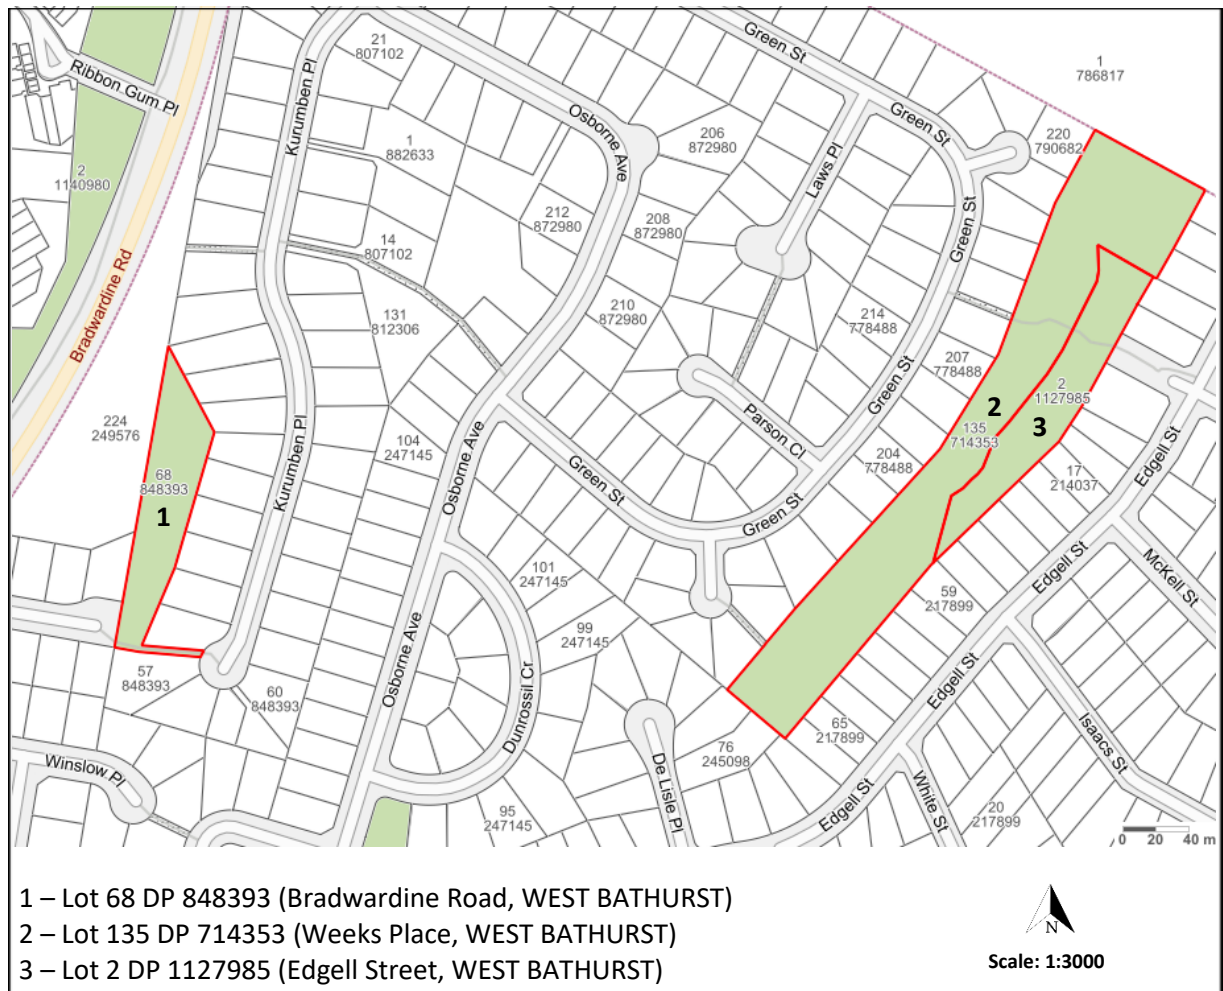 Green St
1
786817
21
807102
Ribbon Gum Pl
Kurumben Pl
Osborne Ave
Green St
206
872980
220
790682
1
882633
Laws Pl
2
1140980
212
872980
208
872980
Green St
14
807102
Bradwardine Rd
210
872980
131
812306
214
778488
207
778488
2
1127985
Green St
2
135
714353
3
224
249576
Parson Cl
104
247145
Kurumben Pl
Osborne Ave
204
778488
17
214037
Edgell St
68
848393
1
Green St
Green St
101
247145
Edgell St
McKell St
59
217899
99
247145
Osborne Ave
57
848393
60
848393
Dunrossil Cr
Edgell St
65
217899
76
245098
Isaacs St
Winslow Pl
De Lisle Pl
White St
95
247145
Edgell St
20
217899
0 20 40 m
1 – Lot 68 DP 848393 (Bradwardine Road, WEST BATHURST)
2 – Lot 135 DP 714353 (Weeks Place, WEST BATHURST)
3 – Lot 2 DP 1127985 (Edgell Street, WEST BATHURST)
N
Scale: 1:3000